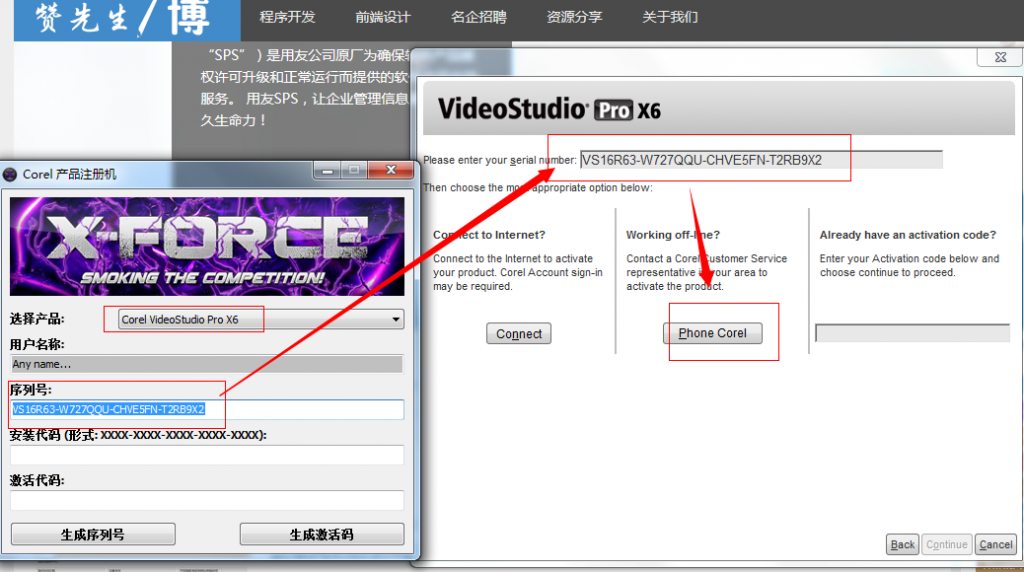 赞先生/博
程序开发
前端设计
名企招聘
资源分享
关于我们
“SPS” ）是用友公司原厂为确保
权许可升级和正常运行而提供的软
服务。 用友SPS，让企业管理信息
久生命力！
VideoStudio Pro X6
Please enter your serial number:
VS16R63-W727QQU-CHVE5FN-T2RB9X2
Then choose the most appropriate option below:
Connect to Internet?
Connect to the Internet to activate
your product. Corel Account sign-in
may be required.
Connect
Working off-line?
Contact a Corel Customer Service
representative in your area to
activate the product.
Phone Corel
Already have an activation code?
Enter your Activation code below and
choose continue to proceed.
Back
Continue
Cancel
Corel 产品注册机
X-FORCE
SMOKING THE COMPETITION!
选择产品:
Corel VideoStudio Pro X6
用户名称:
Any name...
序列号:
VS16R63-W727QQU-CHVE5FN-T2RB9X2
安装代码 (形式: XXXX-XXXX-XXXX-XXXX-XXXX):
激活代码:
生成序列号
生成激活码